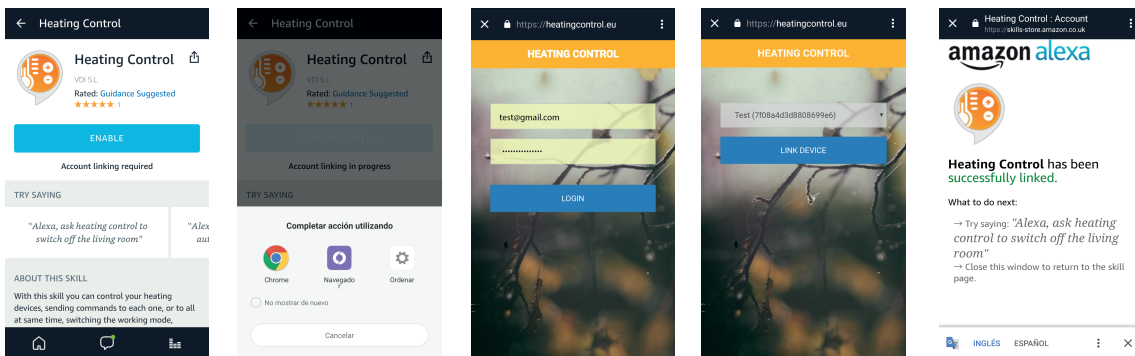 ← Heating Control
Heating Control
VDI S.L
Rated: Guidance Suggested
★★★★★ 1
ENABLE
Account linking required
TRY SAYING
"Alexa, ask heating control to
switch off the living room"
"Alex
aut
ABOUT THIS SKILL
With this skill you can control your heating
devices, sending commands to each one, or to all
at same time, switching the working mode,
← Heating Control
Heating Control
VDI S.L
Rated: Guidance Suggested
★★★★★ 1
Account linking in progress
TRY SAYING
Completar acción utilizando
Chrome
Navegado
r
Ordenar
No mostrar de nuevo
Cancelar
https://heatingcontrol.eu
HEATING CONTROL
test@gmail.com
•••••••••••••••
LOGIN
https://heatingcontrol.eu
HEATING CONTROL
Test (7f08a4d3d8808699e6)
LINK DEVICE
Heating Control : Account
https://skills-store.amazon.co.uk
amazon alexa
Heating Control has been
successfully linked.
What to do next:
→ Try saying: "Alexa, ask heating
control to switch off the living
room"
→ Close this window to return to the skill
page.
INGLÉS ESPAÑOL